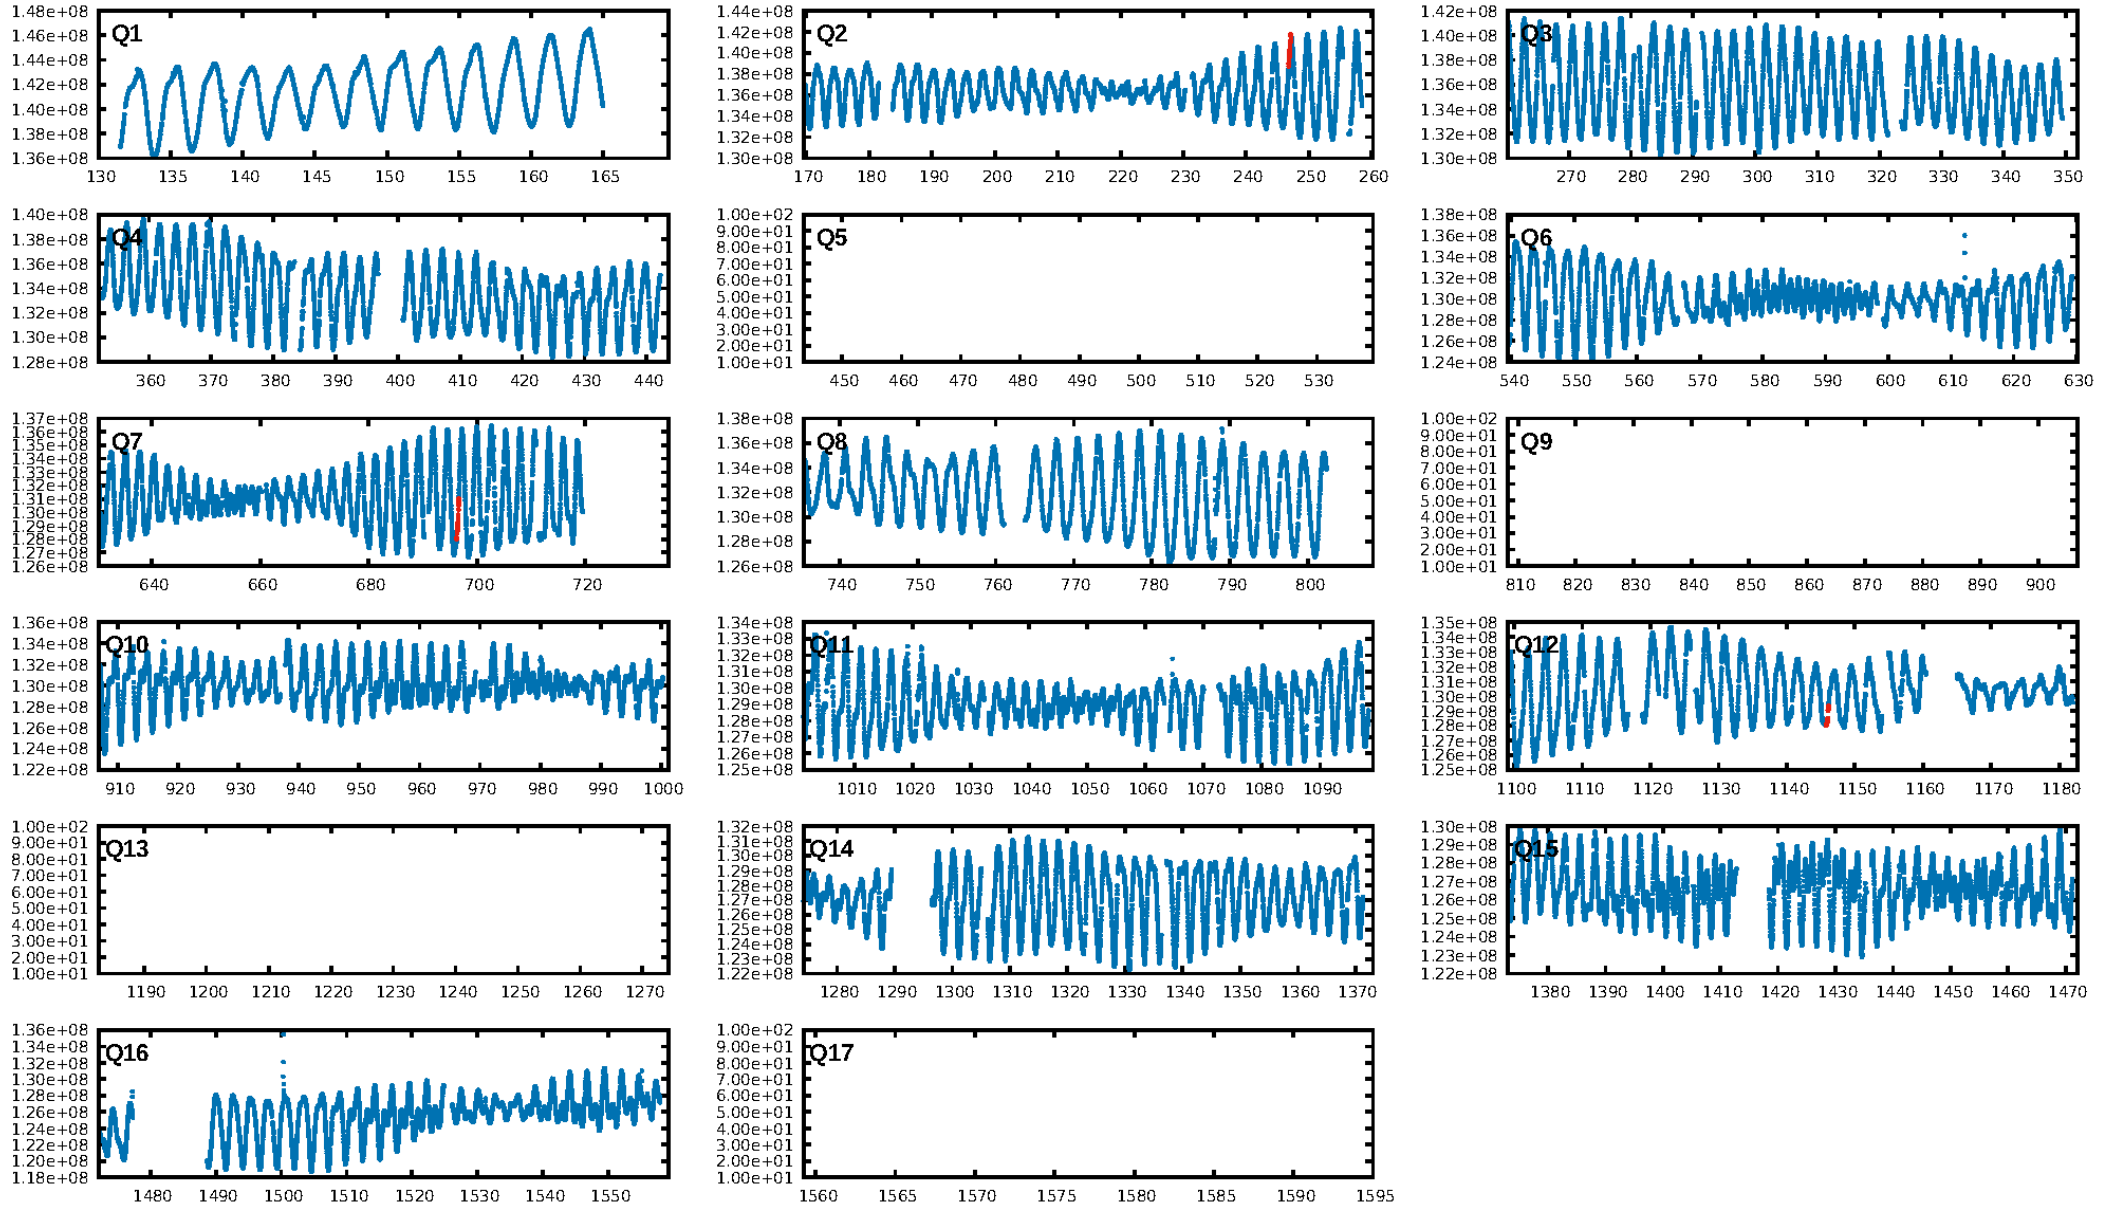 Q1
1.48e+08
1.46e+08
1.44e+08
1.42e+08
1.40e+08
1.38e+08
1.36e+08
130 135 140 145 150 155 160 165
Q2
1.44e+08
1.42e+08
1.40e+08
1.38e+08
1.36e+08
1.34e+08
1.32e+08
1.30e+08
170 180 190 200 210 220 230 240 250 260
Q3
1.42e+08
1.40e+08
1.38e+08
1.36e+08
1.34e+08
1.32e+08
1.30e+08
270 280 290 300 310 320 330 340 350
Q4
1.40e+08
1.38e+08
1.36e+08
1.34e+08
1.32e+08
1.30e+08
1.28e+08
360 370 380 390 400 410 420 430 440
Q5
1.00e+02
9.00e+01
8.00e+01
7.00e+01
6.00e+01
5.00e+01
4.00e+01
3.00e+01
2.00e+01
1.00e+01
450 460 470 480 490 500 510 520 530
Q6
1.38e+08
1.36e+08
1.34e+08
1.32e+08
1.30e+08
1.28e+08
1.26e+08
1.24e+08
540 550 560 570 580 590 600 610 620 630
Q7
1.37e+08
1.36e+08
1.35e+08
1.34e+08
1.33e+08
1.32e+08
1.31e+08
1.30e+08
1.29e+08
1.28e+08
1.27e+08
1.26e+08
640 660 680 700 720
Q8
1.38e+08
1.36e+08
1.34e+08
1.32e+08
1.30e+08
1.28e+08
1.26e+08
740 750 760 770 780 790 800
Q9
1.00e+02
9.00e+01
8.00e+01
7.00e+01
6.00e+01
5.00e+01
4.00e+01
3.00e+01
2.00e+01
1.00e+01
810 820 830 840 850 860 870 880 890 900
Q10
1.36e+08
1.34e+08
1.32e+08
1.30e+08
1.28e+08
1.26e+08
1.24e+08
1.22e+08
910 920 930 940 950 960 970 980 990 1000
Q11
1.34e+08
1.33e+08
1.32e+08
1.31e+08
1.30e+08
1.29e+08
1.28e+08
1.27e+08
1.26e+08
1.25e+08
1010 1020 1030 1040 1050 1060 1070 1080 1090
Q12
1.35e+08
1.34e+08
1.33e+08
1.32e+08
1.31e+08
1.30e+08
1.29e+08
1.28e+08
1.27e+08
1.26e+08
1.25e+08
1100 1110 1120 1130 1140 1150 1160 1170 1180
Q13
1.00e+02
9.00e+01
8.00e+01
7.00e+01
6.00e+01
5.00e+01
4.00e+01
3.00e+01
2.00e+01
1.00e+01
1190 1200 1210 1220 1230 1240 1250 1260 1270
Q14
1.32e+08
1.31e+08
1.30e+08
1.29e+08
1.28e+08
1.27e+08
1.26e+08
1.25e+08
1.24e+08
1.23e+08
1.22e+08
1280 1290 1300 1310 1320 1330 1340 1350 1360 1370
Q15
1.30e+08
1.29e+08
1.28e+08
1.27e+08
1.26e+08
1.25e+08
1.24e+08
1.23e+08
1.22e+08
1380 1390 1400 1410 1420 1430 1440 1450 1460 1470
Q16
1.36e+08
1.34e+08
1.32e+08
1.30e+08
1.28e+08
1.26e+08
1.24e+08
1.22e+08
1.20e+08
1.18e+08
1480 1490 1500 1510 1520 1530 1540 1550
Q17
1.00e+02
9.00e+01
8.00e+01
7.00e+01
6.00e+01
5.00e+01
4.00e+01
3.00e+01
2.00e+01
1.00e+01
1560 1565 1570 1575 1580 1585 1590 1595